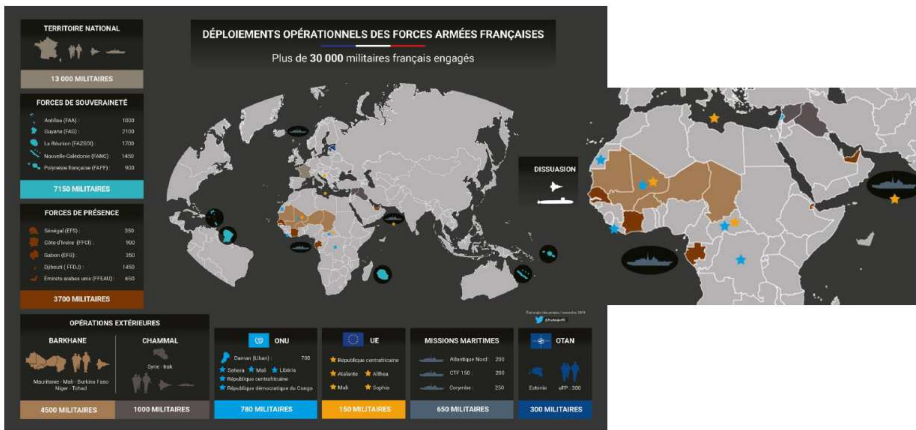 DÉPLOIEMENTS OPÉRATIONNELS DES FORCES ARMÉES FRANÇAISES
Plus de 30 000 militaires français engagés
TERRITOIRE NATIONAL
13 000 MILITAIRES
FORCES DE SOUVERAINETÉ
Antilles (FAA) : 1000
Guyane (FAG) : 2100
La Réunion (FAZSOI) : 1700
Nouvelle-Calédonie (FANC) : 1450
Polynésie française (FAPF) : 900
7150 MILITAIRES
FORCES DE PRÉSENCE
Sénégal (EFS) : 350
Côte d'Ivoire (FFCI) : 900
Gabon (EFG) : 350
Djibouti (FFDJ) : 1450
Emirats arabes unis (FFEAU) : 650
3700 MILITAIRES
DISSUASION
OPÉRATIONS EXTÉRIEURES
BARKHANE
Mauritanie - Mali - Burkina Faso
Niger - Tchad
4500 MILITAIRES
CHAMMAL
Syrie - Irak
1000 MILITAIRES
ONU
Daman (Liban) : 700
Sahara Mali Libéria
République centrafricaine
République démocratique du Congo
780 MILITAIRES
UE
République centrafricaine
Atalante Althea
Mali Sophia
150 MILITAIRES
MISSIONS MARITIMES
Atlantique Nord : 200
CTF 150 : 200
Corymbe : 250
650 MILITAIRES
OTAN
Estonie eFP : 300
300 MILITAIRES